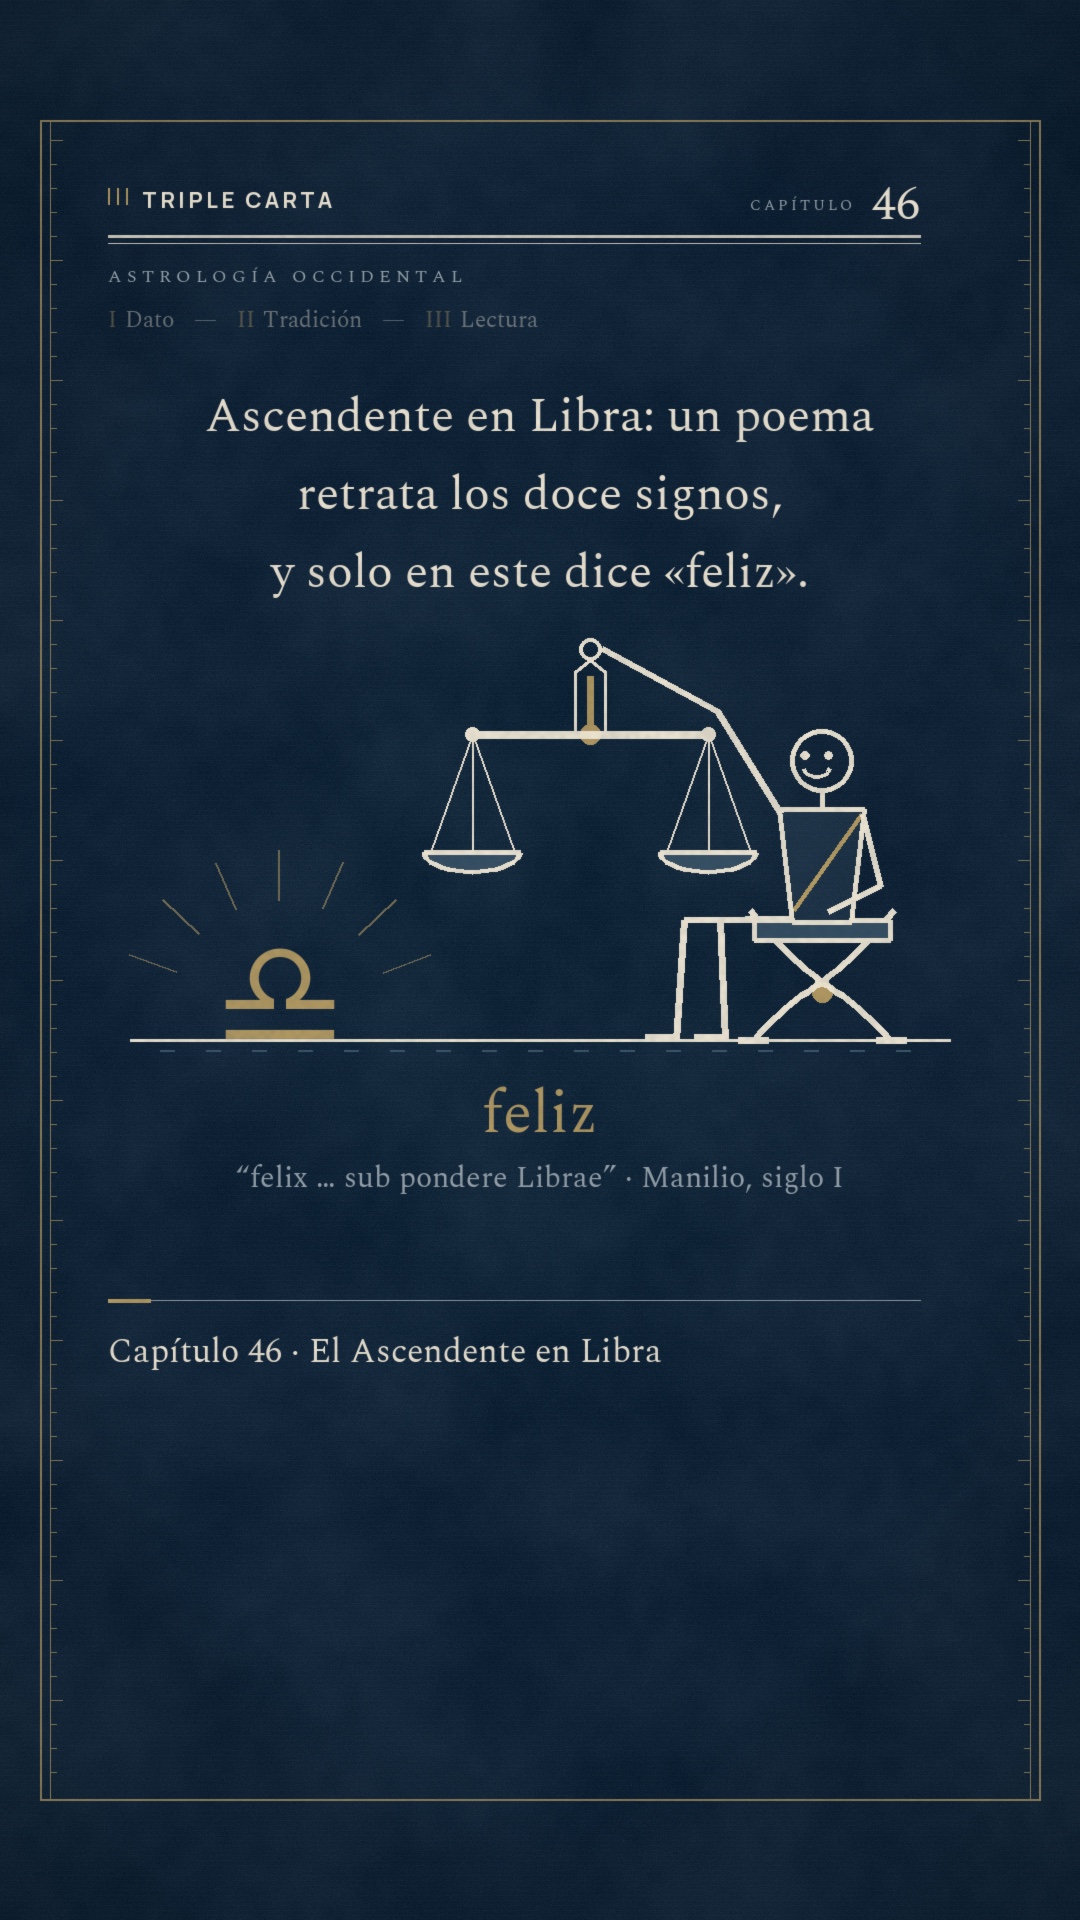 TRIPLE CARTA
CAPÍTULO 46
ASTROLOGÍA OCCIDENTAL
I Dato — II Tradición — III Lectura
Ascendente en Libra: un poema
retrata los doce signos,
y solo en este dice «feliz».
feliz
“felix ... sub pondere Librae” · Manilio, siglo I
Capítulo 46 · El Ascendente en Libra